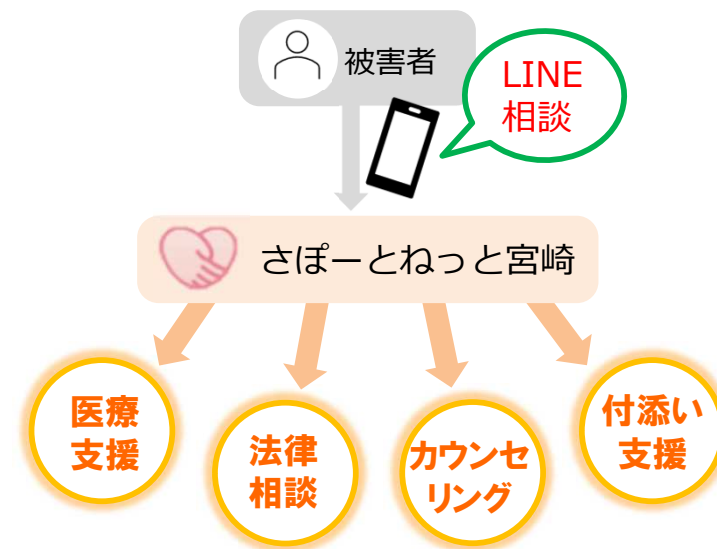 被害者
LINE
相談
さぽーとねっと宮崎
医療
支援
法律
相談
カウンセ
リング
付添い
支援